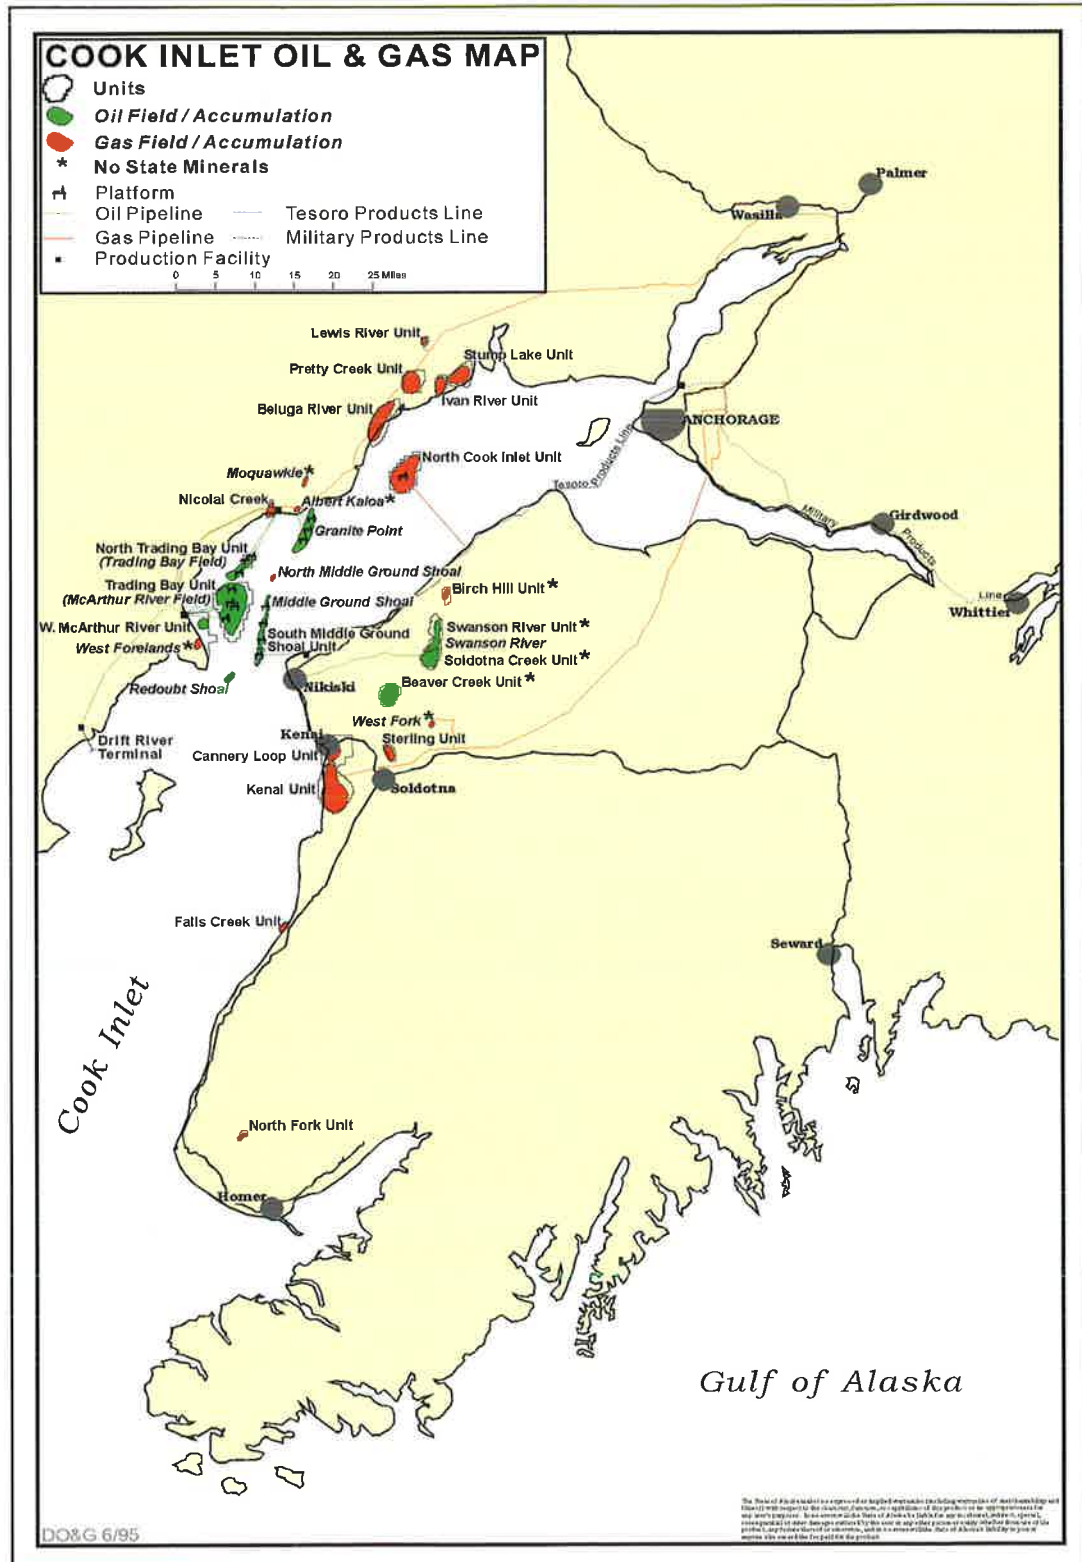 COOK INLET OIL & GAS MAP
Units
Oil Field / Accumulation
Gas Field / Accumulation
* No State Minerals
Platform
Oil Pipeline
Tesoro Products Line
Gas Pipeline
Military Products Line
Production Facility
0 5 10 15 20 25 Miles
Palmer
Wasilla
Lewis River Unit
Stump Lake Unit
Pretty Creek Unit
Ivan River Unit
Beluga River Unit
ANCHORAGE
Tesoro Products Line
North Cook Inlet Unit
Moquawkie*
Nicolai Creek
Albert Kaloa*
Granite Point
Military
Products
Line
Girdwood
Whittier
North Trading Bay Unit
(Trading Bay Field)
North Middle Ground Shoal
Trading Bay Unit
(McArthur River Field)
Birch Hill Unit*
Middle Ground Shoal
W. McArthur River Unit
South Middle Ground
Shoal Unit
Swanson River Unit*
Swanson River
Soldotna Creek Unit*
West Forelands*
Redoubt Shoal
Nikiski
Beaver Creek Unit*
West Fork*
Drift River
Terminal
Kenai
Sterling Unit
Cannery Loop Unit
Kenai Unit
Soldotna
Falls Creek Unit
Seward
Cook Inlet
North Fork Unit
Homer
Gulf of Alaska
DO&G 6/95